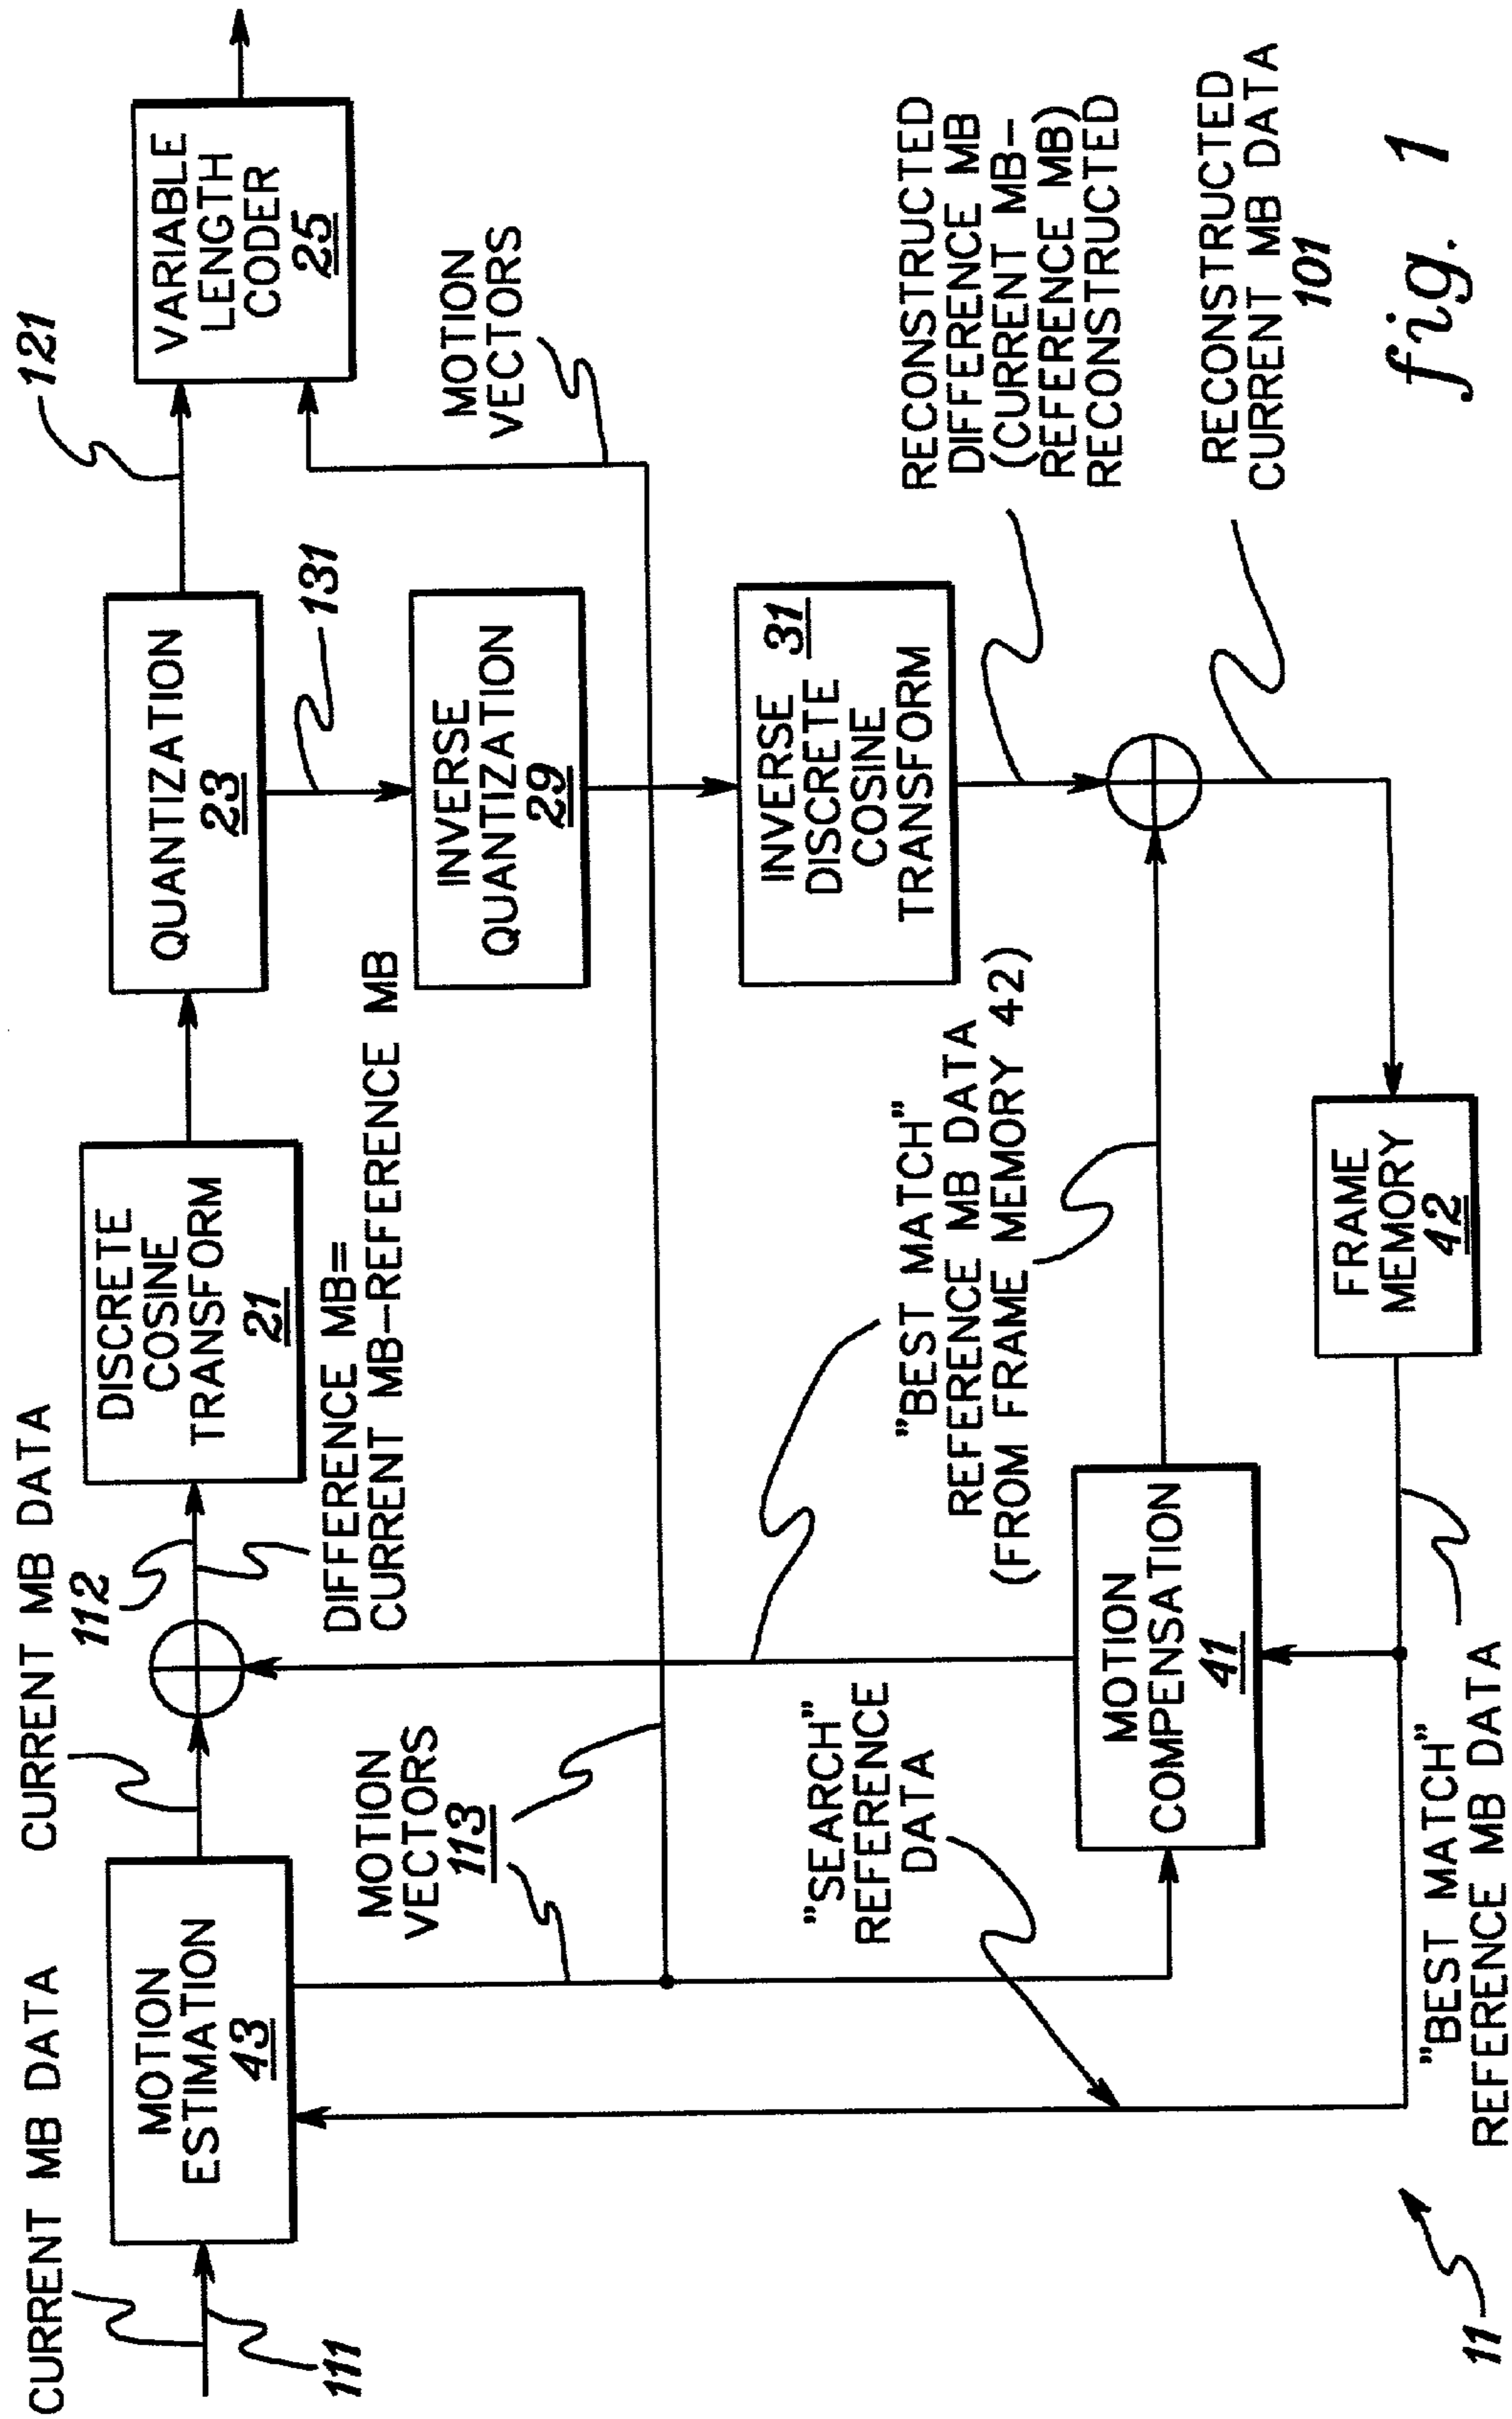 CURRENT MB DATA
111
MOTION
ESTIMATION
43
CURRENT MB DATA
112
DIFFERENCE MB=
CURRENT MB-REFERENCE MB
DISCRETE
COSINE
TRANSFORM
21
QUANTIZATION
23
121
VARIABLE
LENGTH
CODER
25
131
INVERSE
QUANTIZATION
29
MOTION
VECTORS
MOTION
VECTORS
113
INVERSE
DISCRETE 31
COSINE
TRANSFORM
"SEARCH"
REFERENCE
DATA
"BEST MATCH"
REFERENCE MB DATA
(FROM FRAME MEMORY 42)
RECONSTRUCTED
DIFFERENCE MB
(CURRENT MB-
REFERENCE MB)
RECONSTRUCTED
MOTION
COMPENSATION
41
RECONSTRUCTED
CURRENT MB DATA
101
FRAME
MEMORY
42
"BEST MATCH"
REFERENCE MB DATA
11
fig. 1